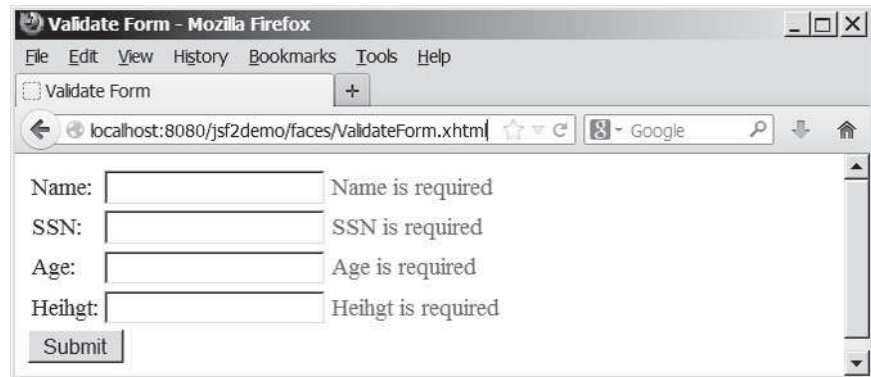 Validate Form - Mozilla Firefox
File Edit View History Bookmarks Tools Help
Validate Form +
localhost:8080/jsf2demo/faces/ValidateForm.xhtml 8 Google
Name: Name is required
SSN: SSN is required
Age: Age is required
Heihgt: Heihgt is required
Submit